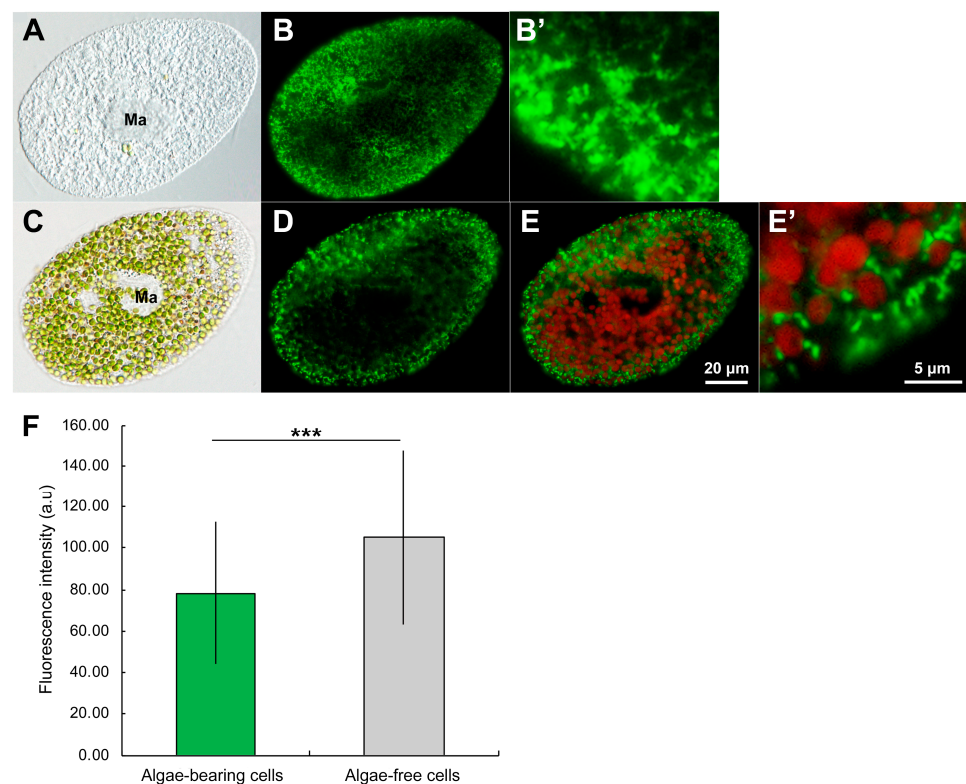 A
B
B’
Ma
C
D
E
E’
Ma
20 μm
5 μm
F
***
160.00
140.00
120.00
100.00
80.00
60.00
40.00
20.00
0.00
Fluorescence intensity (a.u)
Algae-bearing cells
Algae-free cells